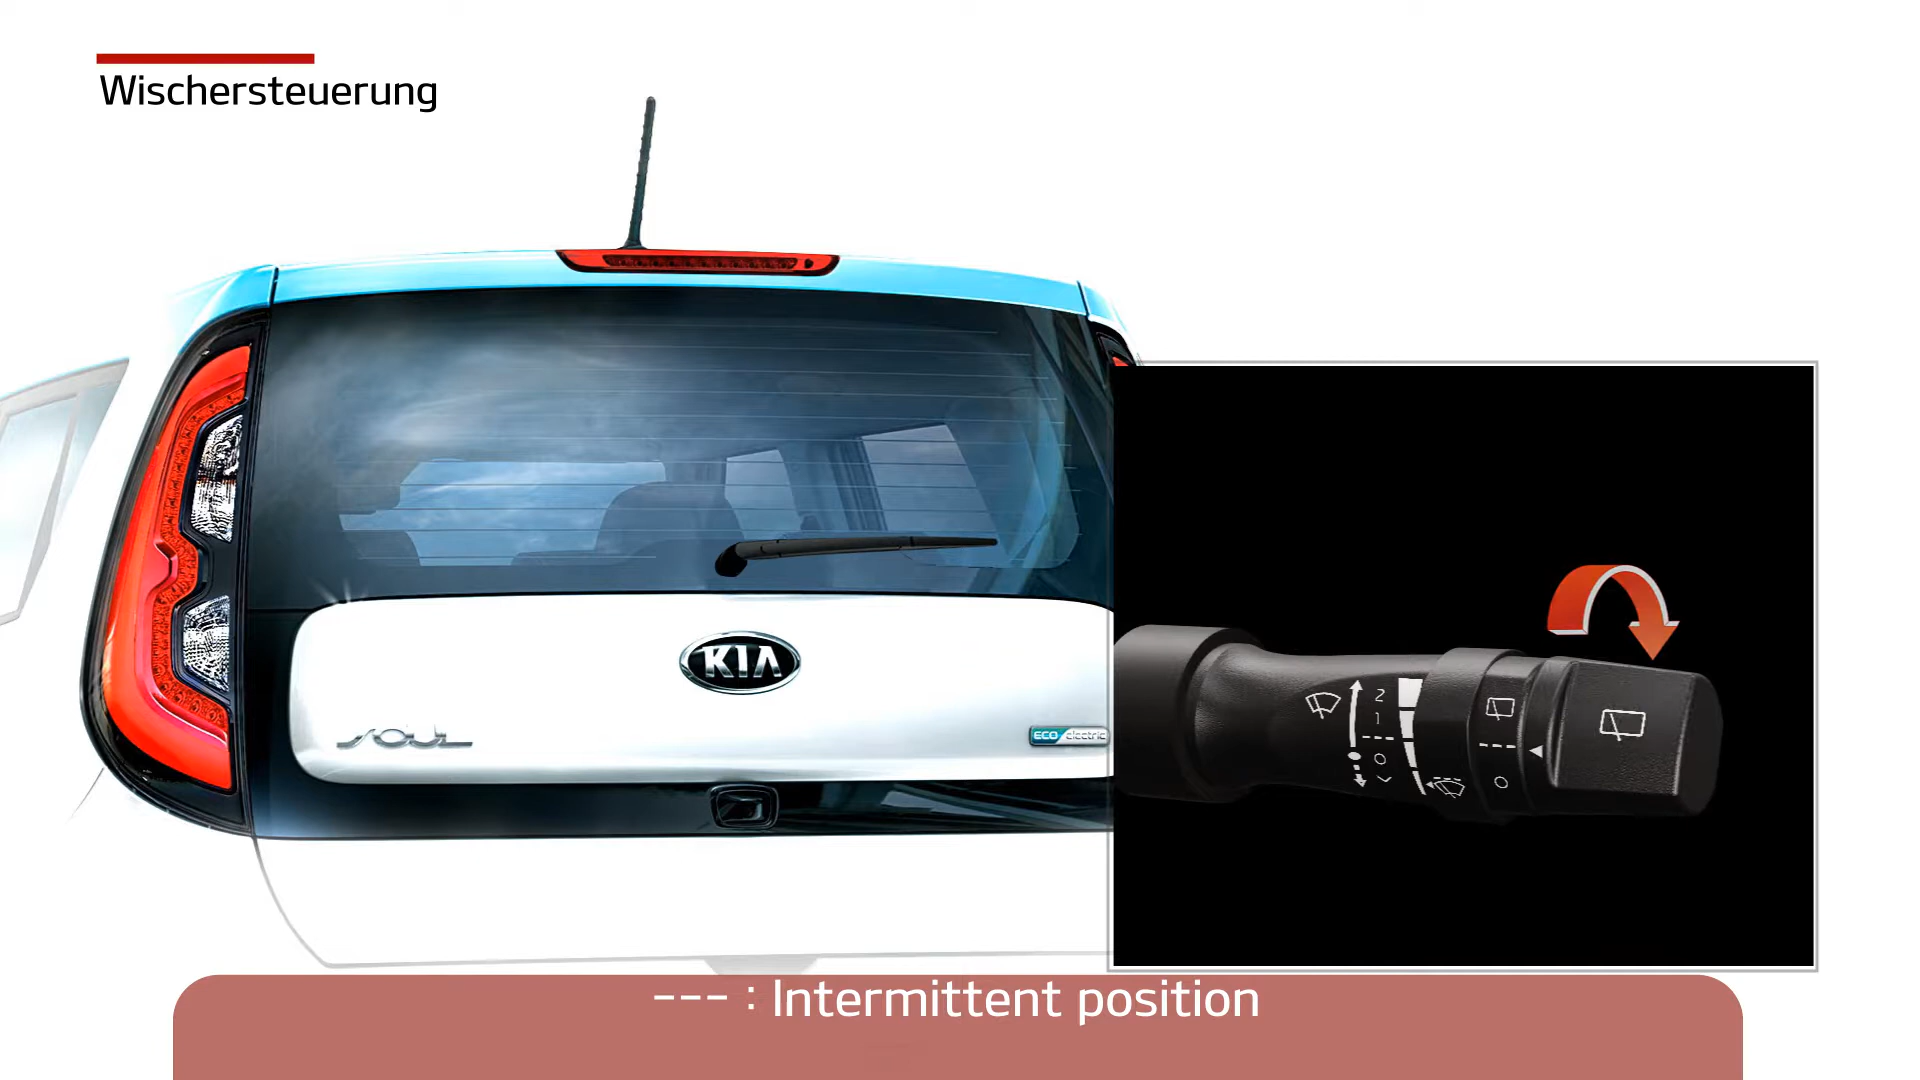 Wischersteuerung
KIA
SOUL
ECO electric
2
1
---
O
---
O
--- : Intermittent position